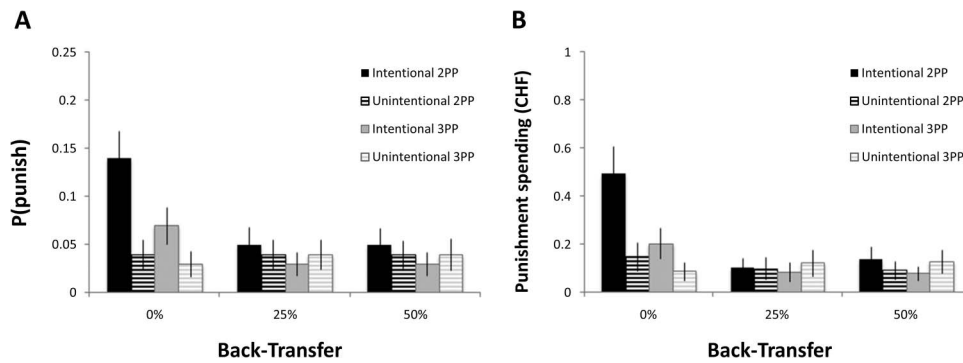 A
P(punish)
0.25
0.2
0.15
0.1
0.05
0
Intentional 2PP
Unintentional 2PP
Intentional 3PP
Unintentional 3PP
0%
25%
50%
Back-Transfer
B
Punishment spending (CHF)
1
0.8
0.6
0.4
0.2
0
Intentional 2PP
Unintentional 2PP
Intentional 3PP
Unintentional 3PP
0%
25%
50%
Back-Transfer